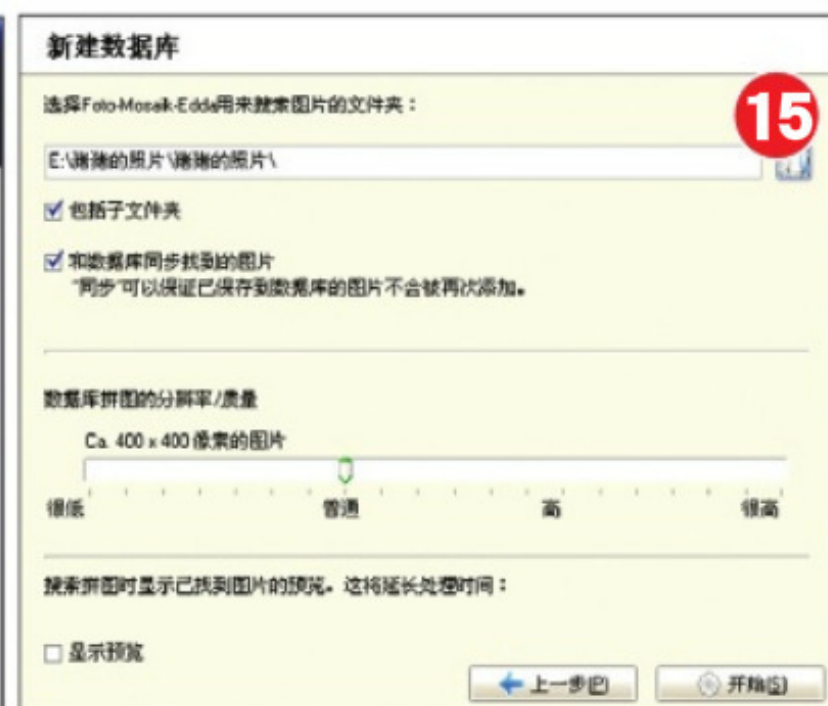 新建数据库
15
选择Foto-Mosaik-Edda用来搜索图片的文件夹：
E:\的照片\的照片\
包括子文件夹
和数据库同步找到的图片
"同步"可以保证已保存到数据库的图片不会被再次添加。
数据库拼图的分辨率/质量
Ca. 400 x 400 像素的图片
很低 普通 高 很高
搜索拼图时显示已找到图片的预览。这将延长处理时间：
显示预览
上一步(P) 开始(S)